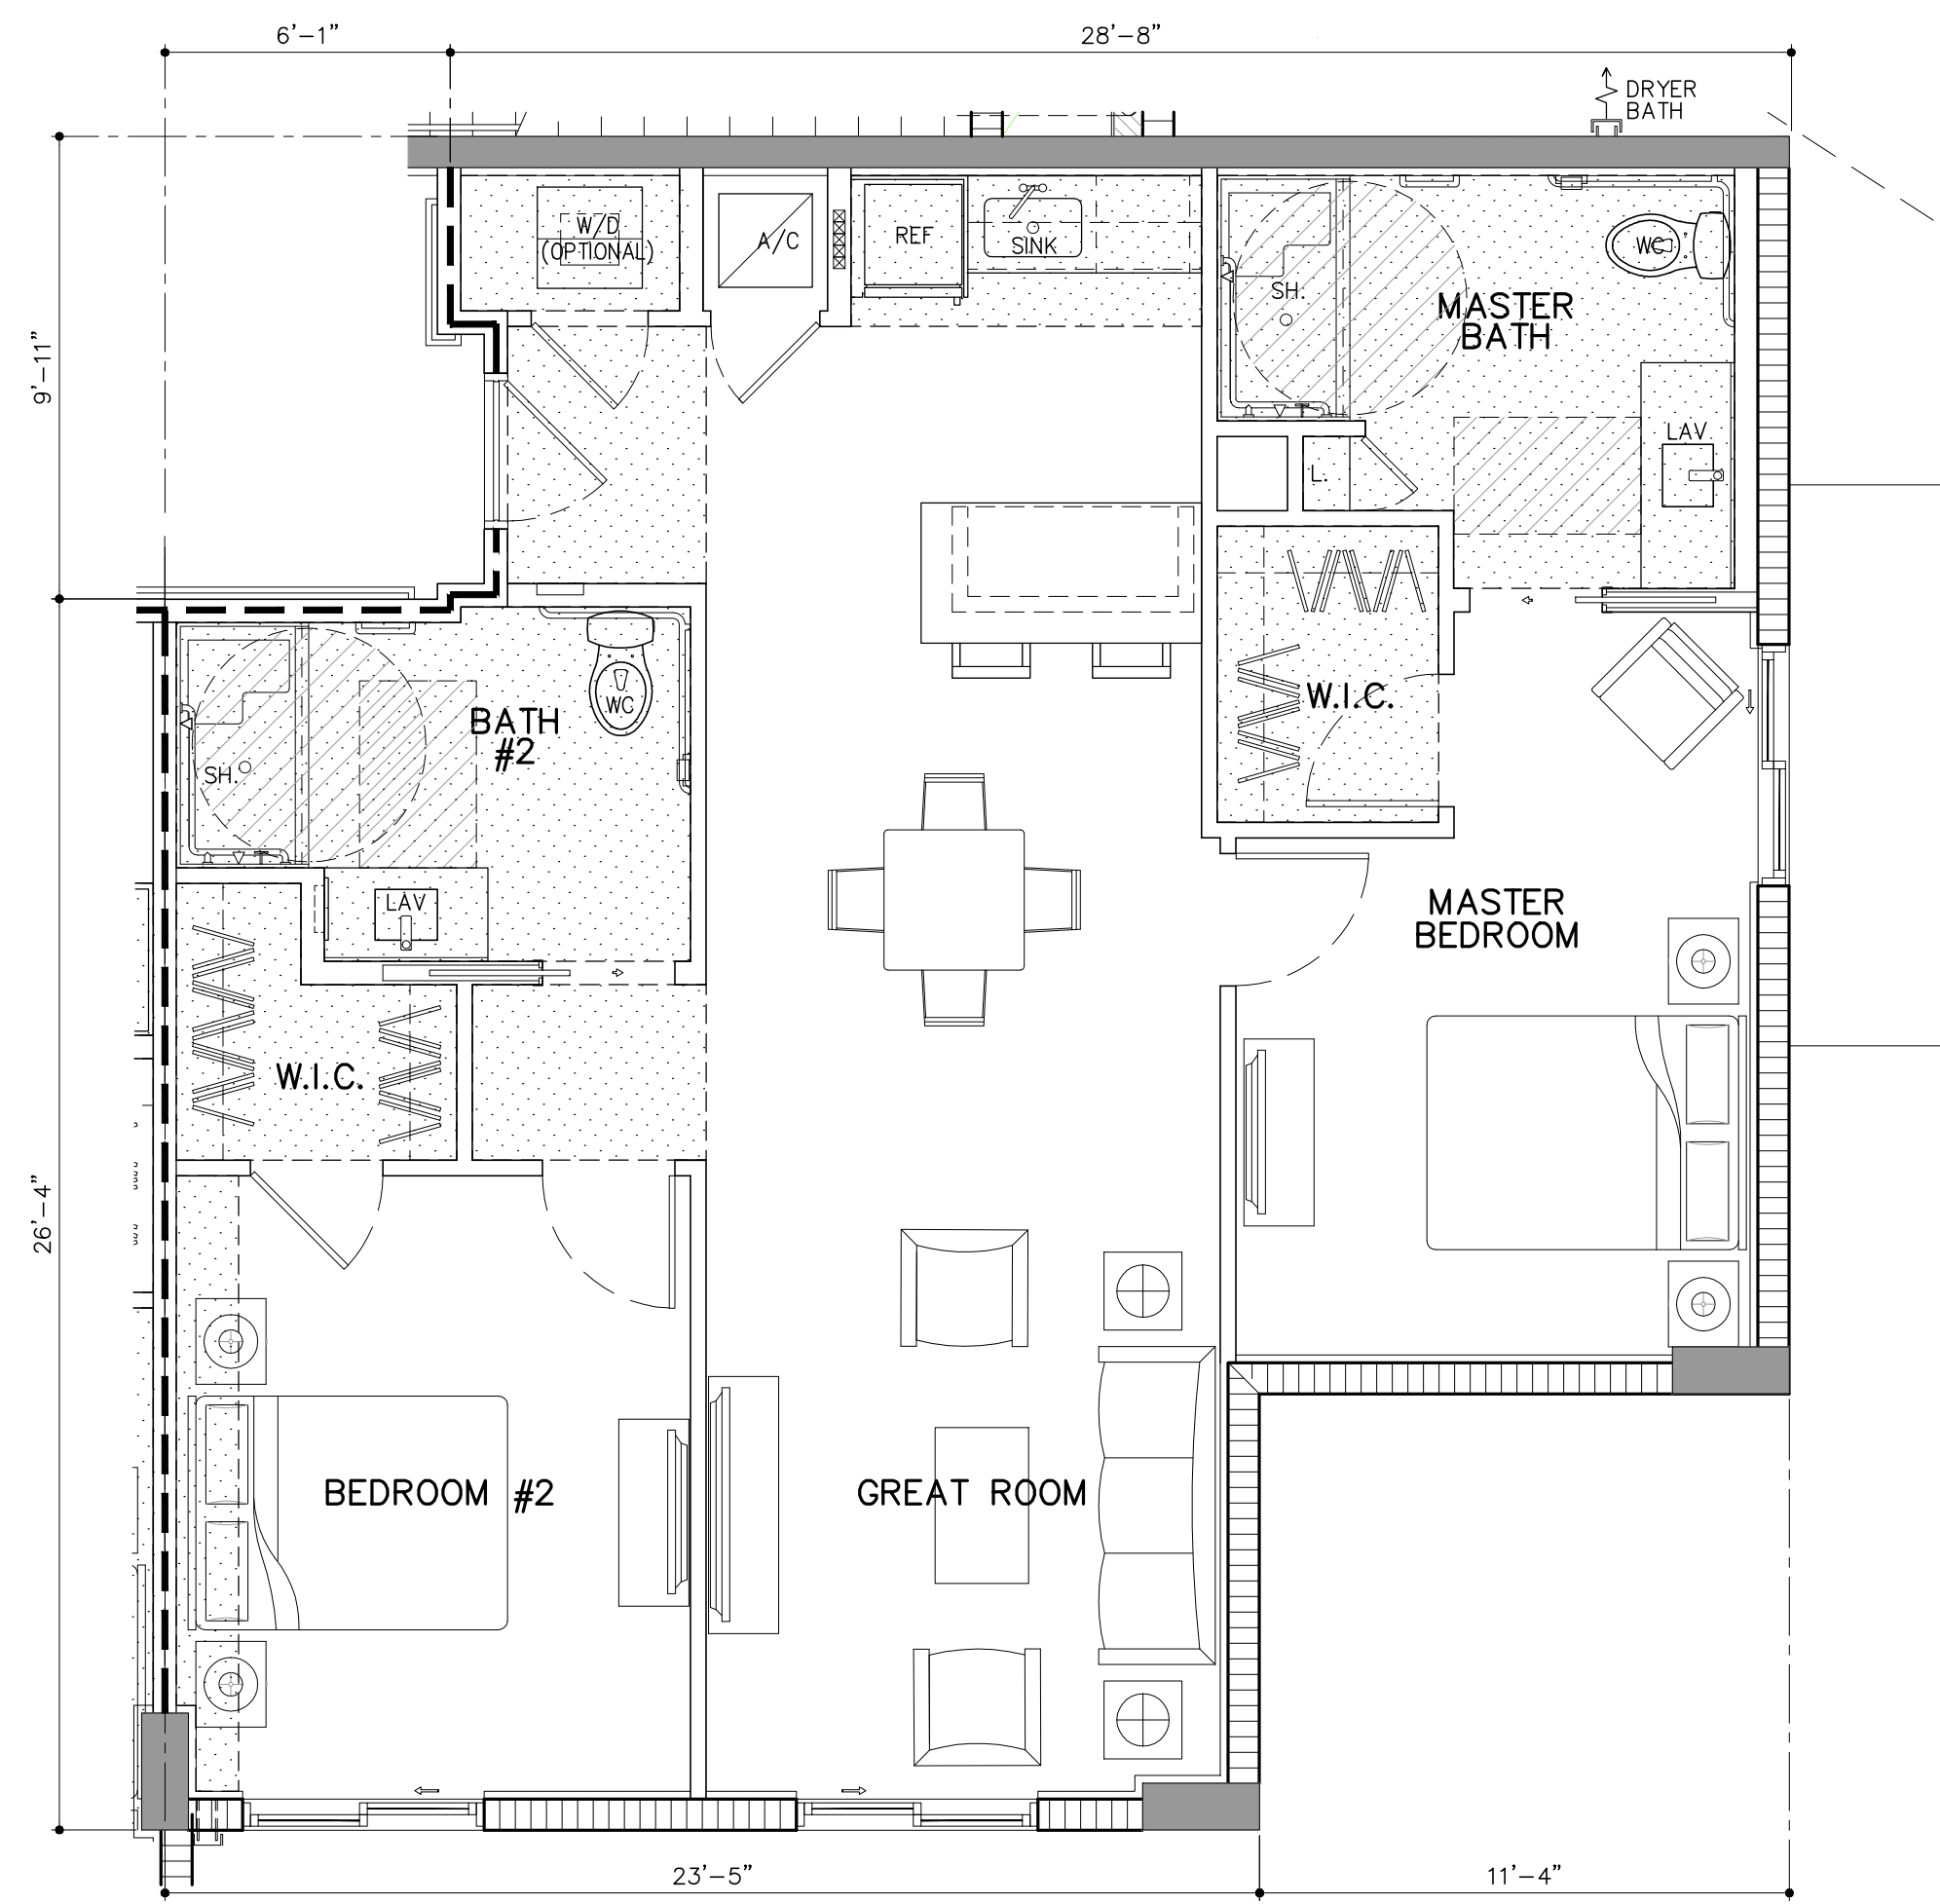 6'-1"
28'-8"
DRYER
BATH
W/D
(OPTIONAL)
A/C
REF
SINK
WC
SH.
MASTER
BATH
9'-11"
LAV
L.
W.I.C.
WC
BATH
#2
SH.
LAV
MASTER
BEDROOM
W.I.C.
26'-4"
BEDROOM #2
GREAT ROOM
23'-5"
11'-4"